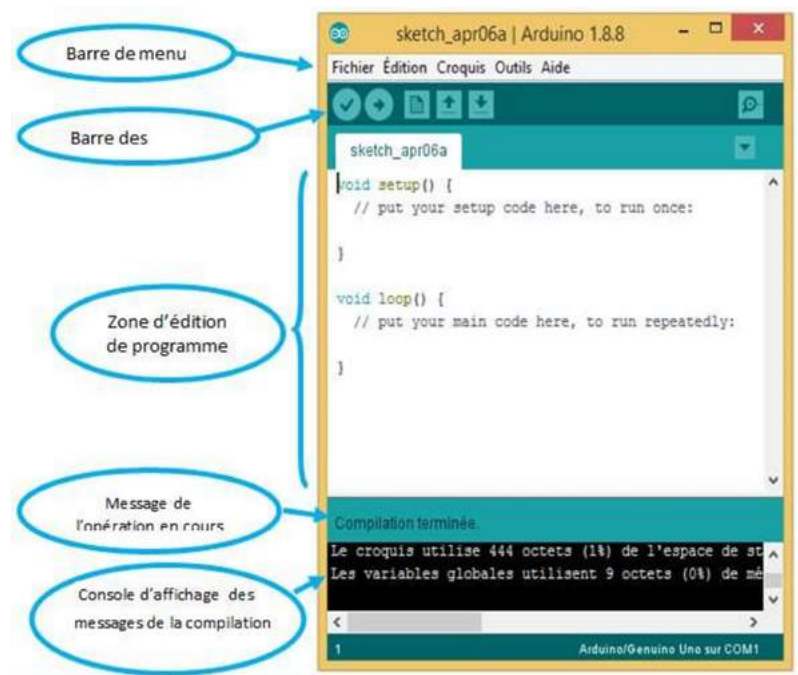 sketch_apr06a | Arduino 1.8.8
Barre de menu
Fichier Édition Croquis Outils Aide
Barre des
sketch_apr06a
void setup() {
// put your setup code here, to run once:
}
void loop() {
// put your main code here, to run repeatedly:
}
Zone d'édition
de programme
Message de
l'opération en cours
Compilation terminée.
Le croquis utilise 444 octets (1%) de l'espace de st
Les variables globales utilisent 9 octets (0%) de mé
Console d'affichage des
messages de la compilation
1
Arduino/Genuino Uno sur COM1